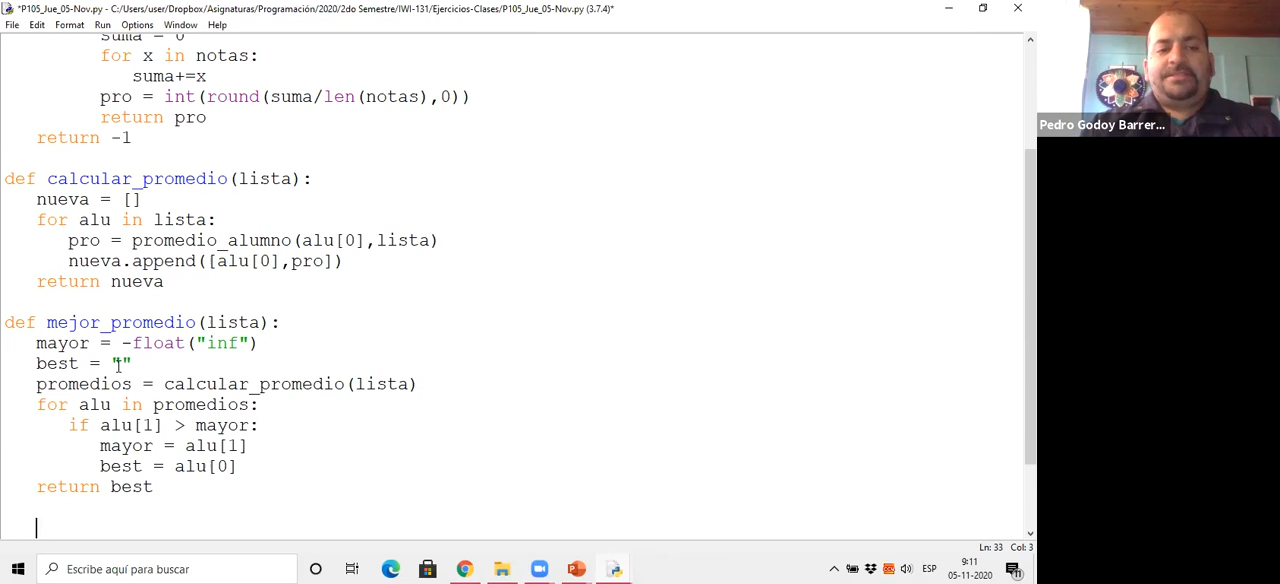 *P105_Jue_05-Nov.py - C:/Users/user/Dropbox/Asignaturas/Programación/2020/2do Semestre/IWI-131/Ejercicios-Clases/P105_Jue_05-Nov.py (3.7.4)*
File Edit Format Run Options Window Help
suma = 0
for x in notas:
suma+=x
pro = int(round(suma/len(notas),0))
return pro
return -1
def calcular_promedio(lista):
nueva = []
for alu in lista:
pro = promedio_alumno(alu[0],lista)
nueva.append([alu[0],pro])
return nueva
def mejor_promedio(lista):
mayor = -float("inf")
best = ""
promedios = calcular_promedio(lista)
for alu in promedios:
if alu[1] > mayor:
mayor = alu[1]
best = alu[0]
return best
Ln: 33 Col: 3
Pedro Godoy Barrer...
Escribe aquí para buscar
ESP
9:11
05-11-2020
11